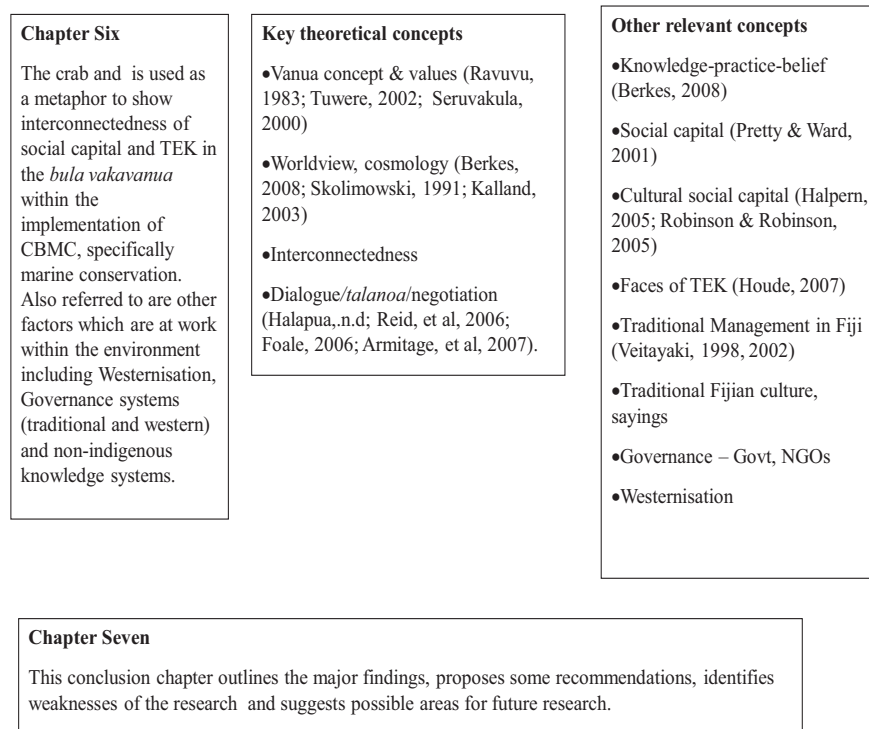 Chapter Six
The crab and is used as
a metaphor to show
interconnectedness of
social capital and TEK in
the bula vakavanua
within the
implementation of
CBMC, specifically
marine conservation.
Also referred to are other
factors which are at work
within the environment
including Westernisation,
Governance systems
(traditional and western)
and non-indigenous
knowledge systems.
Key theoretical concepts
•Vanua concept & values (Ravuvu,
1983; Tuwere, 2002; Seruvakula,
2000)
•Worldview, cosmology (Berkes,
2008; Skolimowski, 1991; Kalland,
2003)
•Interconnectedness
•Dialogue/talanoa/negotiation
(Halapua,.n.d; Reid, et al, 2006;
Foale, 2006; Armitage, et al, 2007).
Other relevant concepts
•Knowledge-practice-belief
(Berkes, 2008)
•Social capital (Pretty & Ward,
2001)
•Cultural social capital (Halpern,
2005; Robinson & Robinson,
2005)
•Faces of TEK (Houde, 2007)
•Traditional Management in Fiji
(Veitayaki, 1998, 2002)
•Traditional Fijian culture,
sayings
•Governance – Govt, NGOs
•Westernisation
Chapter Seven
This conclusion chapter outlines the major findings, proposes some recommendations, identifies
weaknesses of the research and suggests possible areas for future research.